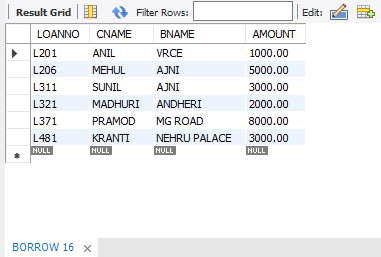 Result Grid Filter Rows: Edit:
LOANNO CNAME BNAME AMOUNT
L201 ANIL VRCE 1000.00
L206 MEHUL AJNI 5000.00
L311 SUNIL AJNI 3000.00
L321 MADHURI ANDHERI 2000.00
L371 PRAMOD MG ROAD 8000.00
L481 KRANTI NEHRU PALACE 3000.00
NULL NULL NULL NULL
BORROW 16